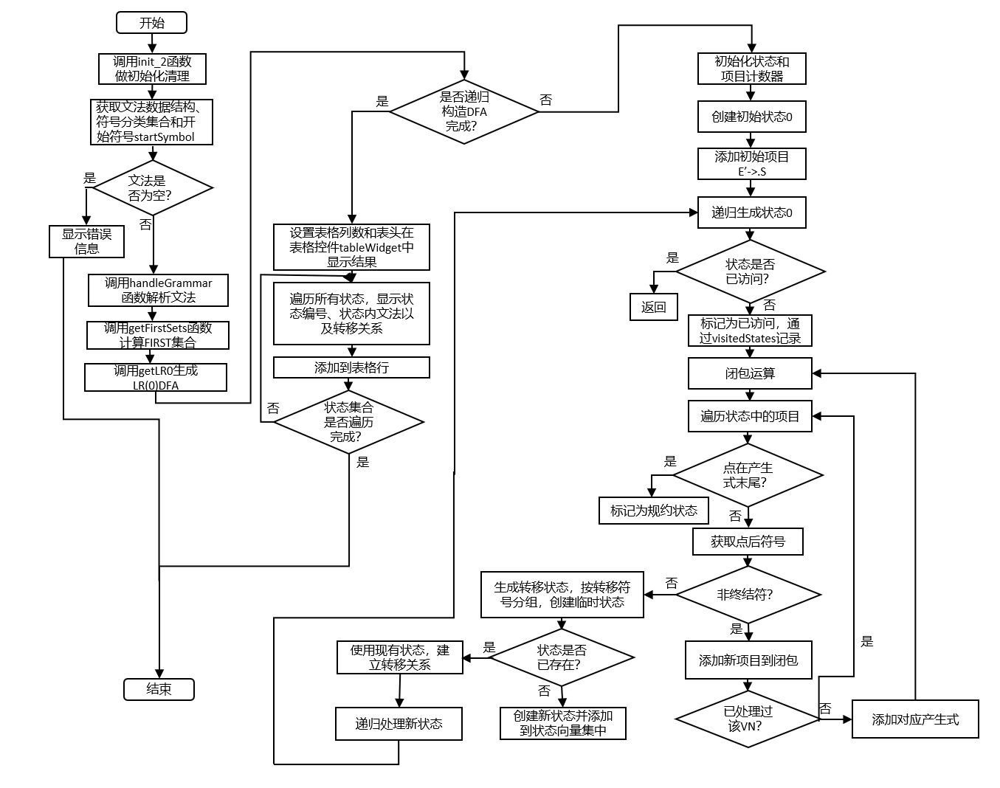 开始
调用init_2函数
做初始化清理
获取文法数据结构、
符号分类集合和开
始符号startSymbol
文法是
否为空？
是
否
显示错误
信息
调用handleGrammar
函数解析文法
调用getFirstSets函数
计算FIRST集合
调用getLR0生成
LR(0)DFA
结束
是否递归
构造DFA
完成？
是
否
设置表格列数和表头在
表格控件tableWidget中
显示结果
遍历所有状态，显示状
态编号、状态内文法以
及转移关系
添加到表格行
状态集合
是否遍历
完成？
否
是
初始化状态和
项目计数器
创建初始状态0
添加初始项目
E’->.S
递归生成状态0
状态是否
已访问？
是
返回
否
标记为已访问，通
过visitedStates记录
闭包运算
遍历状态中的项目
点在产生
式末尾？
是
标记为规约状态
否
获取点后符号
非终结符？
否
是
生成转移状态，按转移符
号分组，创建临时状态
状态是否
已存在？
是
否
使用现有状态，建
立转移关系
递归处理新状态
创建新状态并添加
到状态向量集中
添加新项目到闭包
已处理过
该VN？
是
否
添加对应产生式